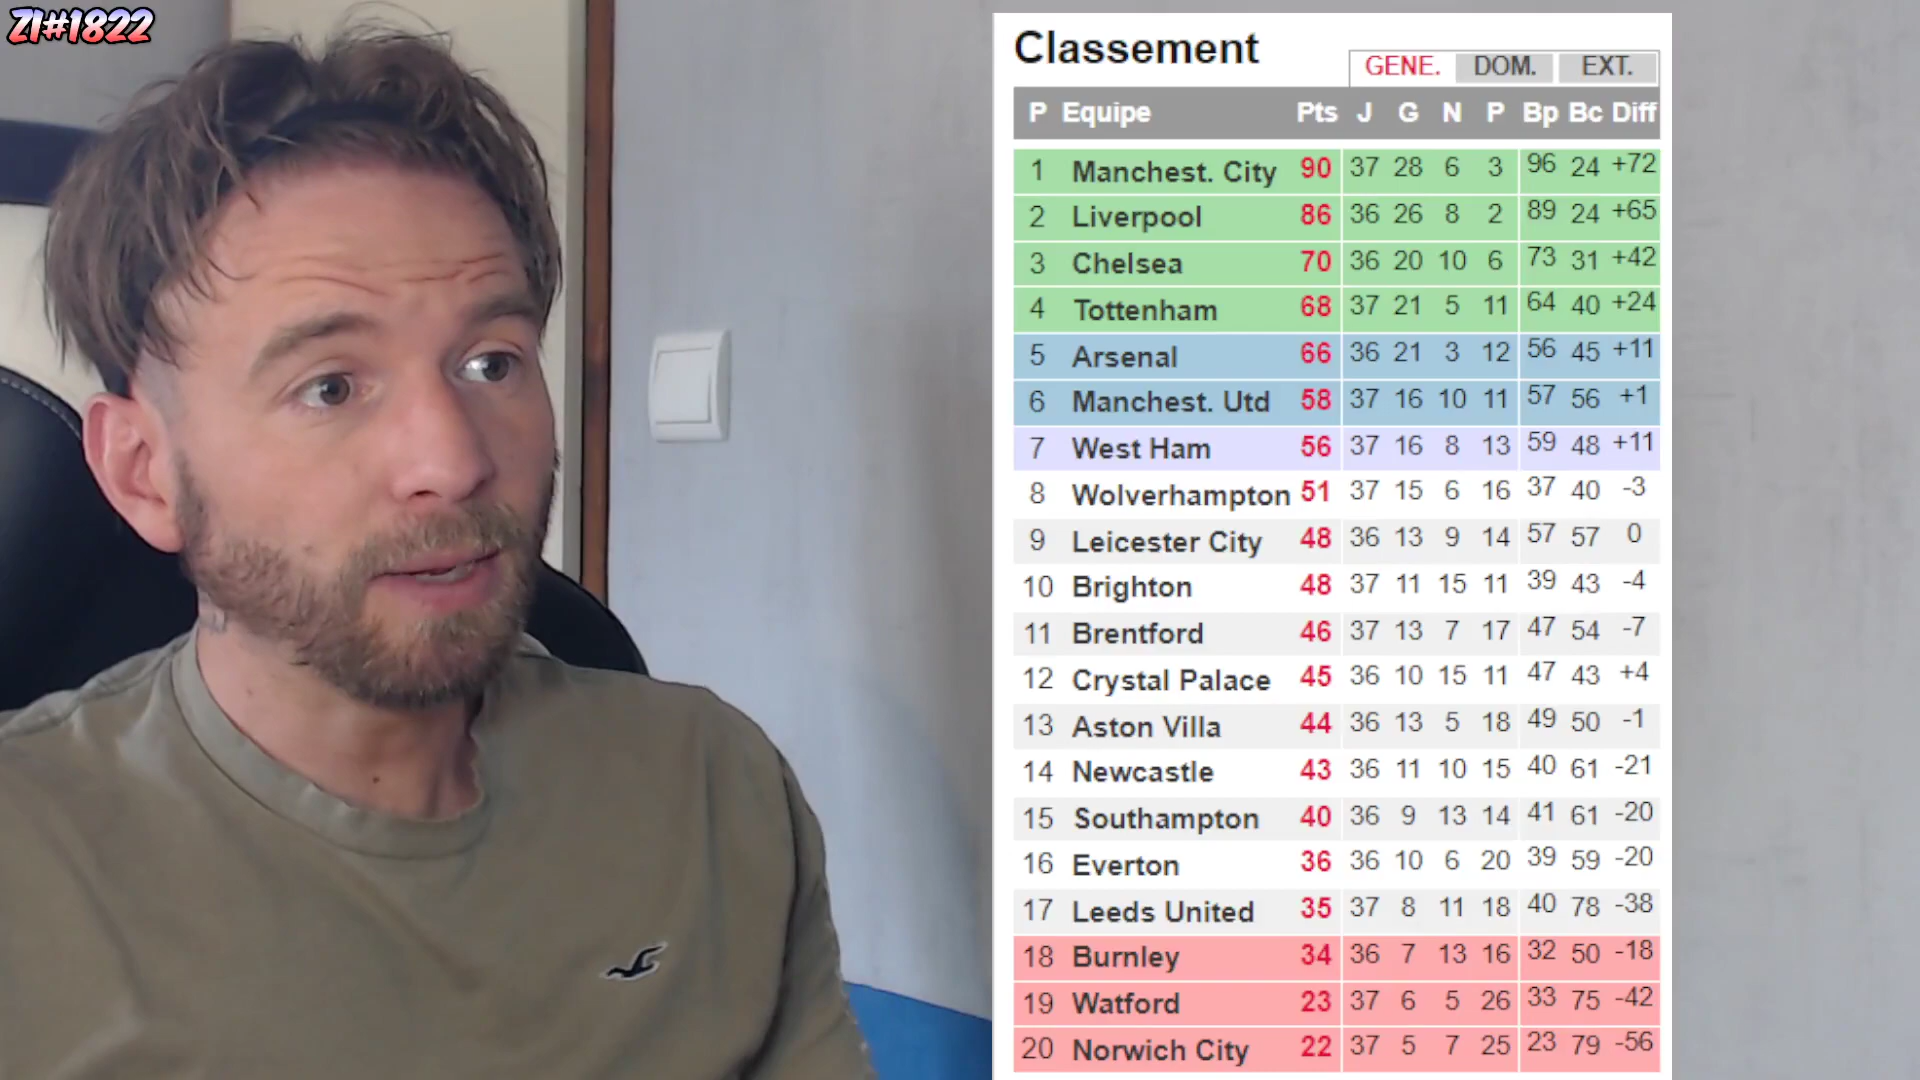 Z1#1822
Classement
GENE. DOM. EXT.
P Equipe Pts J G N P Bp Bc Diff
1 Manchest. City 90 37 28 6 3 96 24 +72
2 Liverpool 86 36 26 8 2 89 24 +65
3 Chelsea 70 36 20 10 6 73 31 +42
4 Tottenham 68 37 21 5 11 64 40 +24
5 Arsenal 66 36 21 3 12 56 45 +11
6 Manchest. Utd 58 37 16 10 11 57 56 +1
7 West Ham 56 37 16 8 13 59 48 +11
8 Wolverhampton 51 37 15 6 16 37 40 -3
9 Leicester City 48 36 13 9 14 57 57 0
10 Brighton 48 37 11 15 11 39 43 -4
11 Brentford 46 37 13 7 17 47 54 -7
12 Crystal Palace 45 36 10 15 11 47 43 +4
13 Aston Villa 44 36 13 5 18 49 50 -1
14 Newcastle 43 36 11 10 15 40 61 -21
15 Southampton 40 36 9 13 14 41 61 -20
16 Everton 36 36 10 6 20 39 59 -20
17 Leeds United 35 37 8 11 18 40 78 -38
18 Burnley 34 36 7 13 16 32 50 -18
19 Watford 23 37 6 5 26 33 75 -42
20 Norwich City 22 37 5 7 25 23 79 -56